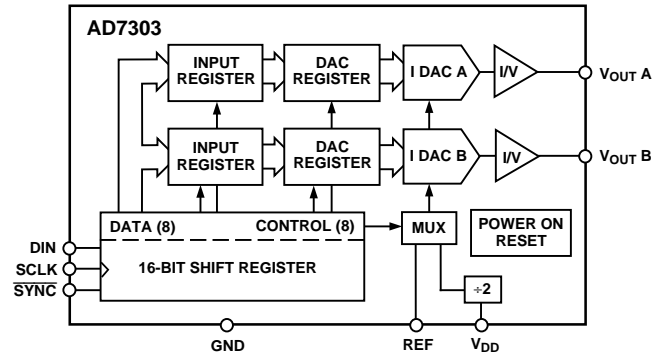 AD7303
INPUT
REGISTER
DAC
REGISTER
I DAC A
I/V
VOUT A
INPUT
REGISTER
DAC
REGISTER
I DAC B
I/V
VOUT B
DATA (8)
CONTROL (8)
MUX
POWER ON
RESET
DIN
SCLK
SYNC
16-BIT SHIFT REGISTER
÷2
GND
REF
VDD